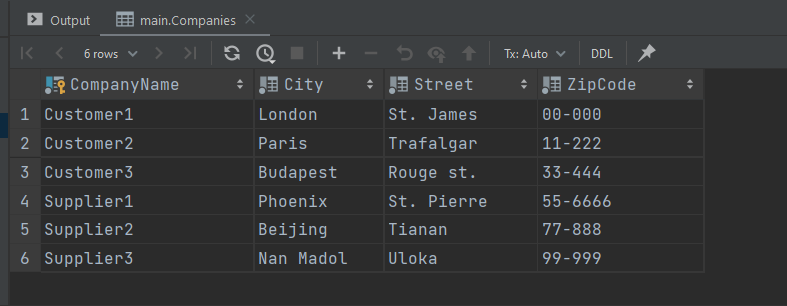 Output main.Companies
6 rows Tx: Auto DDL
CompanyName City Street ZipCode
1 Customer1 London St. James 00-000
2 Customer2 Paris Trafalgar 11-222
3 Customer3 Budapest Rouge st. 33-444
4 Supplier1 Phoenix St. Pierre 55-6666
5 Supplier2 Beijing Tianan 77-888
6 Supplier3 Nan Madol Uloka 99-999